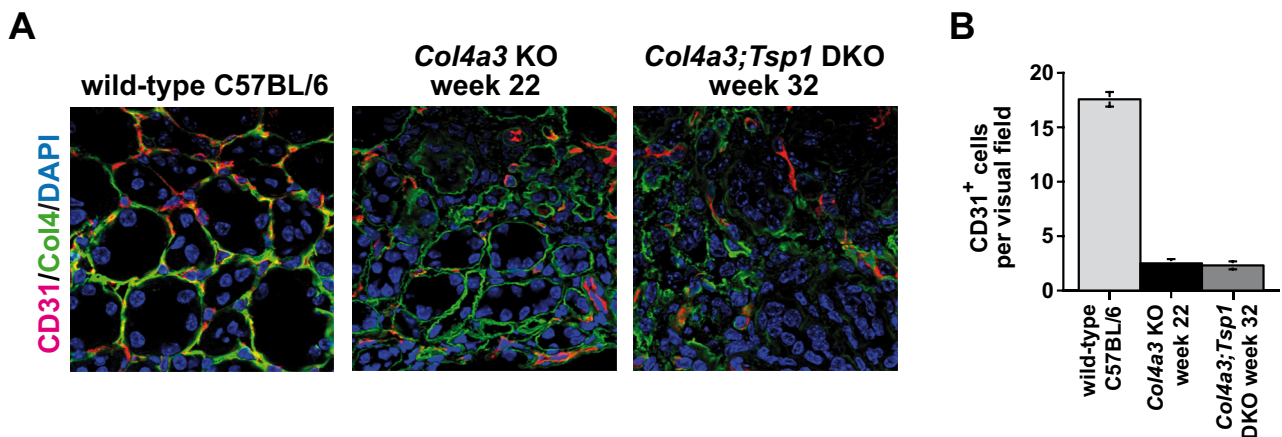 A
wild-type C57BL/6
Col4a3 KO
week 22
Col4a3;Tsp1 DKO
week 32
CD31/Col4/DAPI
B
CD31+ cells
per visual field
20
15
10
5
0
wild-type
C57BL/6
Col4a3 KO
week 22
Col4a3;Tsp1
DKO week 32